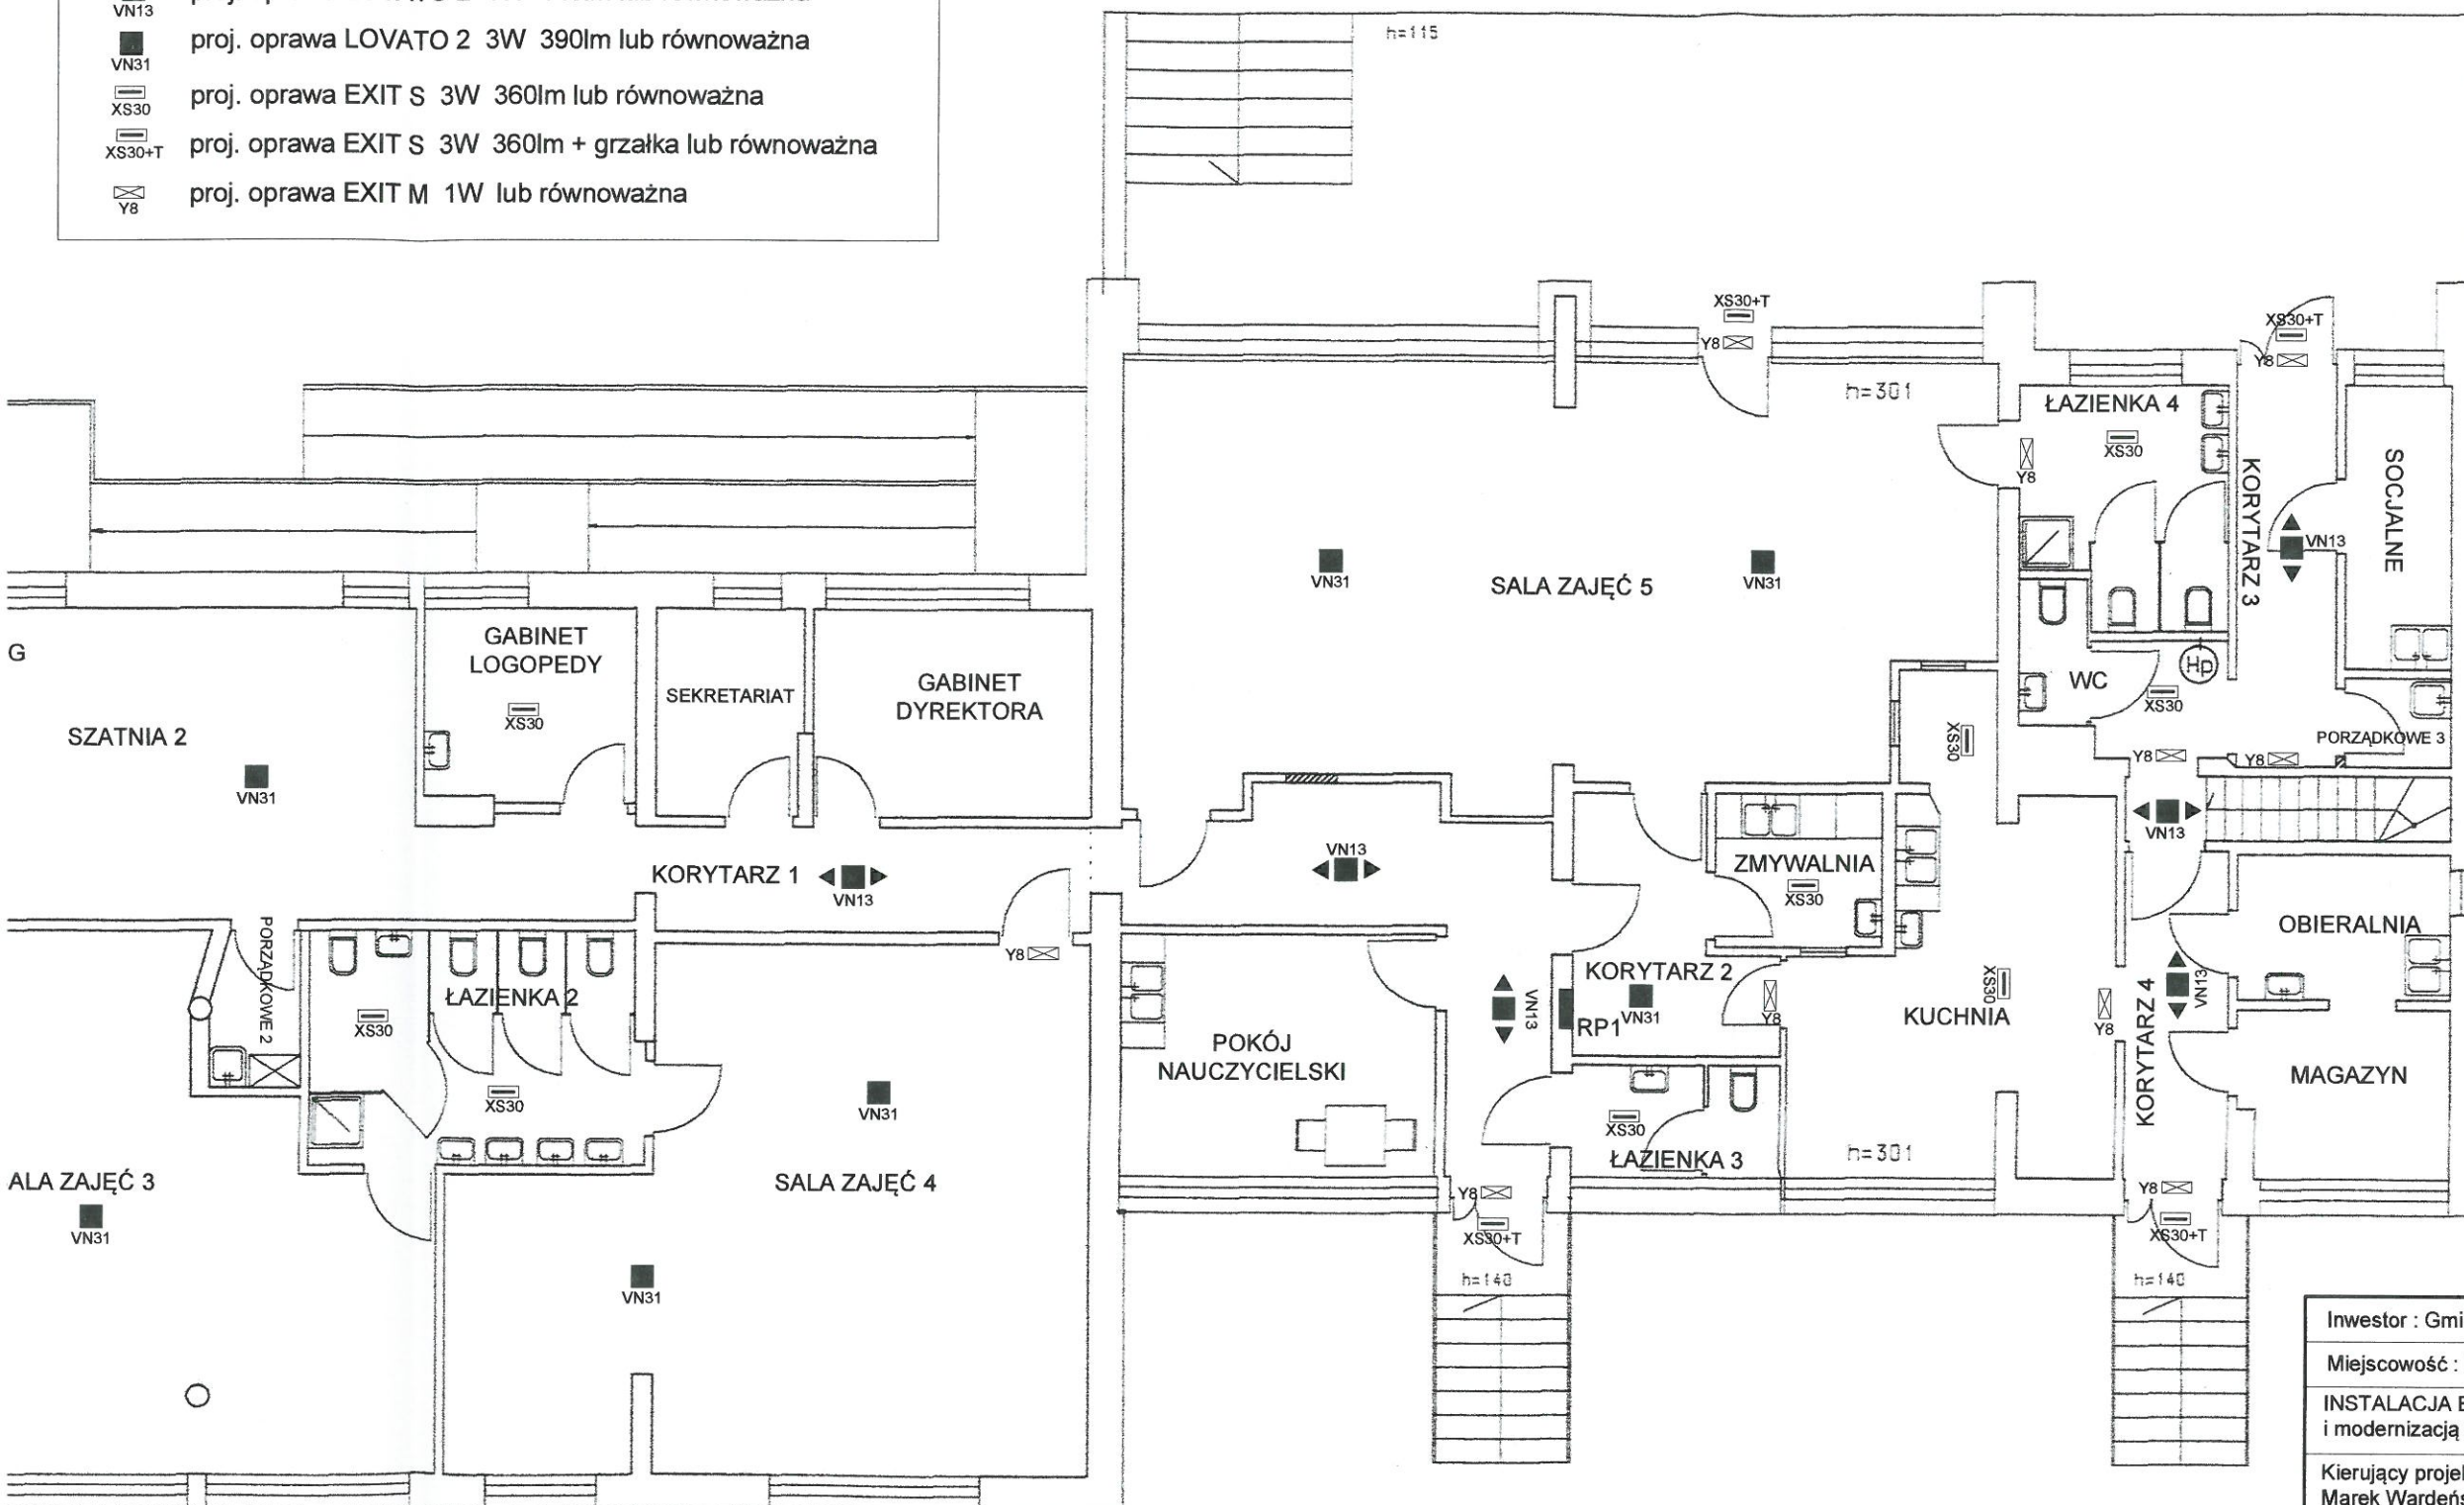 VN13
proj. lub równoważna
VN31
proj. oprawa LOVATO 2 3W 390lm lub równoważna
XS30
proj. oprawa EXIT S 3W 360lm lub równoważna
XS30+T
proj. oprawa EXIT S 3W 360lm + grzałka lub równoważna
Y8
proj. oprawa EXIT M 1W lub równoważna
h=115
XS30+T
Y8
XS30+T
Y8
h=301
ŁAZIENKA 4
XS30
Y8
KORYTARZ 3
SOCJALNE
VN13
VN31
SALA ZAJĘĆ 5
VN31
G
GABINET
LOGOPEDY
XS30
SEKRETARIAT
GABINET
DYREKTORA
WC
Hp
XS30
SZATNIA 2
VN31
XS30
PORZĄDKOWE 3
Y8
Y8
VN13
KORYTARZ 1
VN13
VN13
ZMYWALNIA
XS30
OBIERALNIA
PORZĄDKOWE 2
Y8
ŁAZIENKA 2
XS30
XS30
VN13
KORYTARZ 2
VN31
RP1
Y8
XS30
KUCHNIA
Y8
KORYTARZ 4
VN13
POKÓJ
NAUCZYCIELSKI
MAGAZYN
VN31
XS30
ŁAZIENKA 3
h=301
ALA ZAJĘĆ 3
VN31
SALA ZAJĘĆ 4
VN31
Y8
XS30+T
h=140
Y8
XS30+T
h=140
Inwestor : Gmi
Miejscowość :
INSTALACJA E
i modernizacją
Kierujący projek
Marek Wardeń